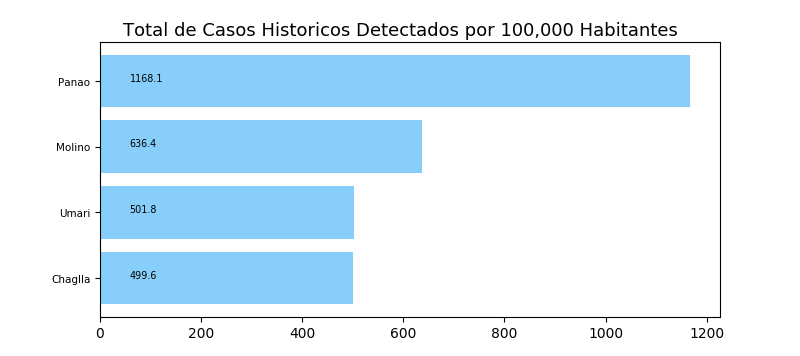 Total de Casos Historicos Detectados por 100,000 Habitantes
Panao 1168.1
Molino 636.4
Umari 501.8
Chaglla 499.6
0 200 400 600 800 1000 1200